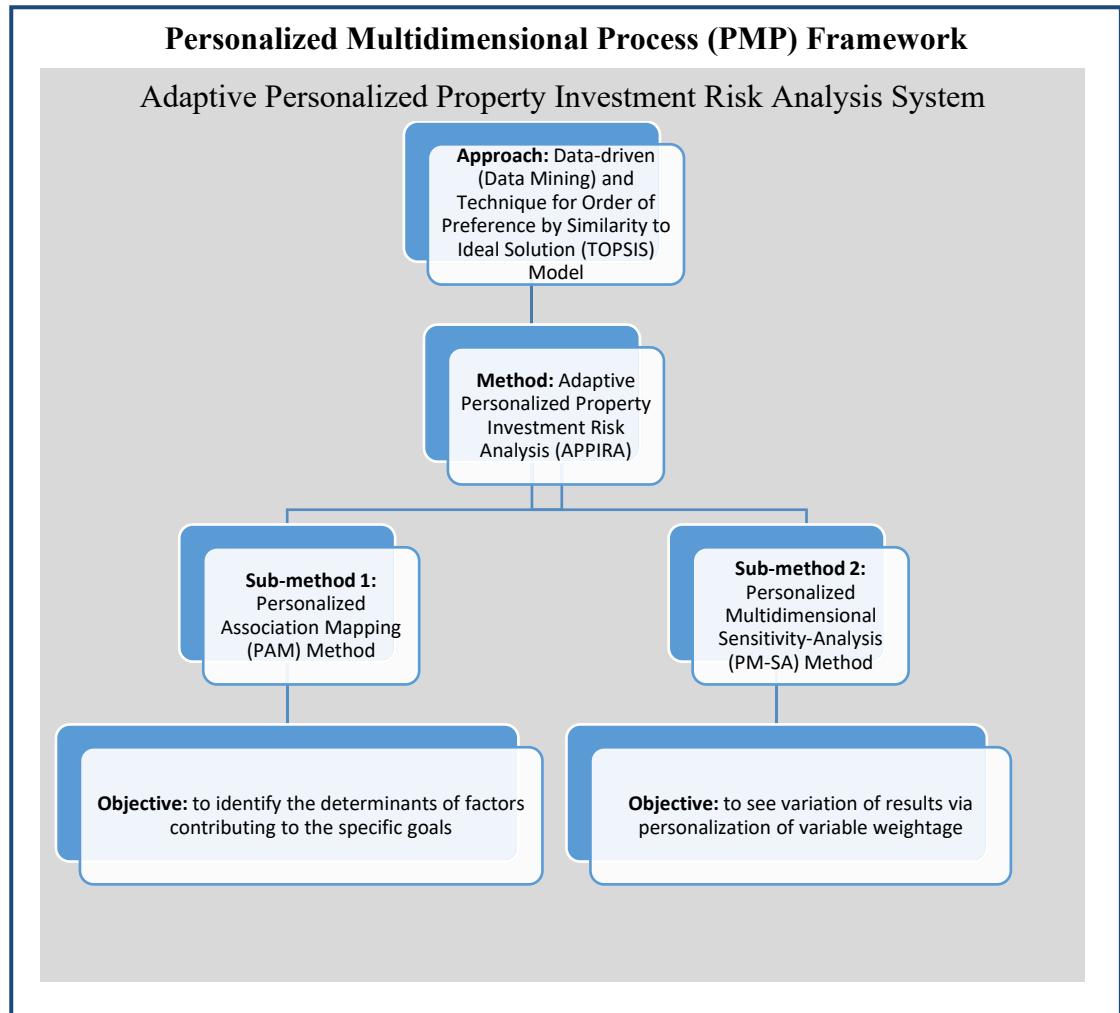 Personalized Multidimensional Process (PMP) Framework
Adaptive Personalized Property Investment Risk Analysis System
Approach: Data-driven
(Data Mining) and
Technique for Order of
Preference by Similarity to
Ideal Solution (TOPSIS)
Model
Method: Adaptive
Personalized Property
Investment Risk
Analysis (APPIRA)
Sub-method 1:
Personalized
Association Mapping
(PAM) Method
Sub-method 2:
Personalized
Multidimensional
Sensitivity-Analysis
(PM-SA) Method
Objective: to identify the determinants of factors
contributing to the specific goals
Objective: to see variation of results via
personalization of variable weightage